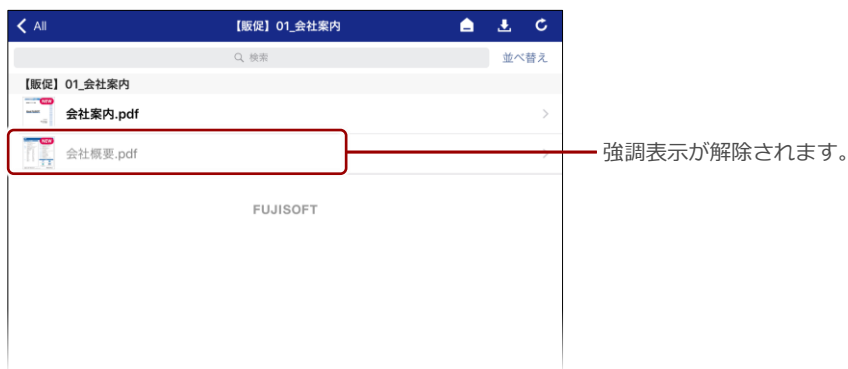 All 【販促】01_会社案内
検索 並べ替え
【販促】01_会社案内
NEW
会社案内.pdf
NEW
会社概要.pdf
強調表示が解除されます。
FUJISOFT